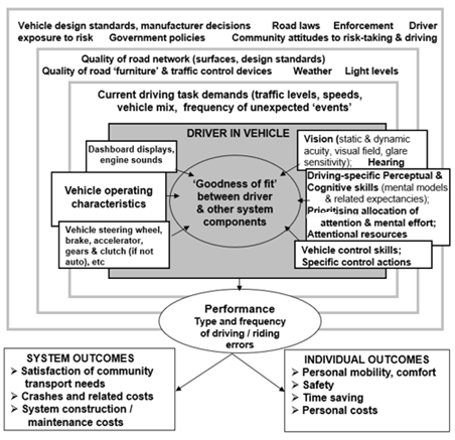 Vehicle design standards, manufacturer decisions Road laws Enforcement Driver
exposure to risk Government policies Community attitudes to risk-taking & driving
Quality of road network (surfaces, design standards)
Quality of road ‘furniture’ & traffic control devices Weather Light levels
Current driving task demands (traffic levels, speeds,
vehicle mix, frequency of unexpected ‘events’
DRIVER IN VEHICLE
Dashboard displays,
engine sounds
Vehicle operating
characteristics
Vehicle steering wheel,
brake, accelerator,
gears & clutch (if not
auto), etc
‘Goodness of fit’
between driver
& other system
components
Vision (static & dynamic
acuity, visual field, glare
sensitivity); Hearing
Driving-specific Perceptual &
Cognitive skills (mental models
& related expectancies);
Prioritising allocation of
attention & mental effort;
Attentional resources
Vehicle control skills;
Specific control actions
Performance
Type and frequency
of driving / riding
errors
SYSTEM OUTCOMES
➢ Satisfaction of community
transport needs
➢ Crashes and related costs
➢ System construction /
maintenance costs
INDIVIDUAL OUTCOMES
➢ Personal mobility, comfort
➢ Safety
➢ Time saving
➢ Personal costs